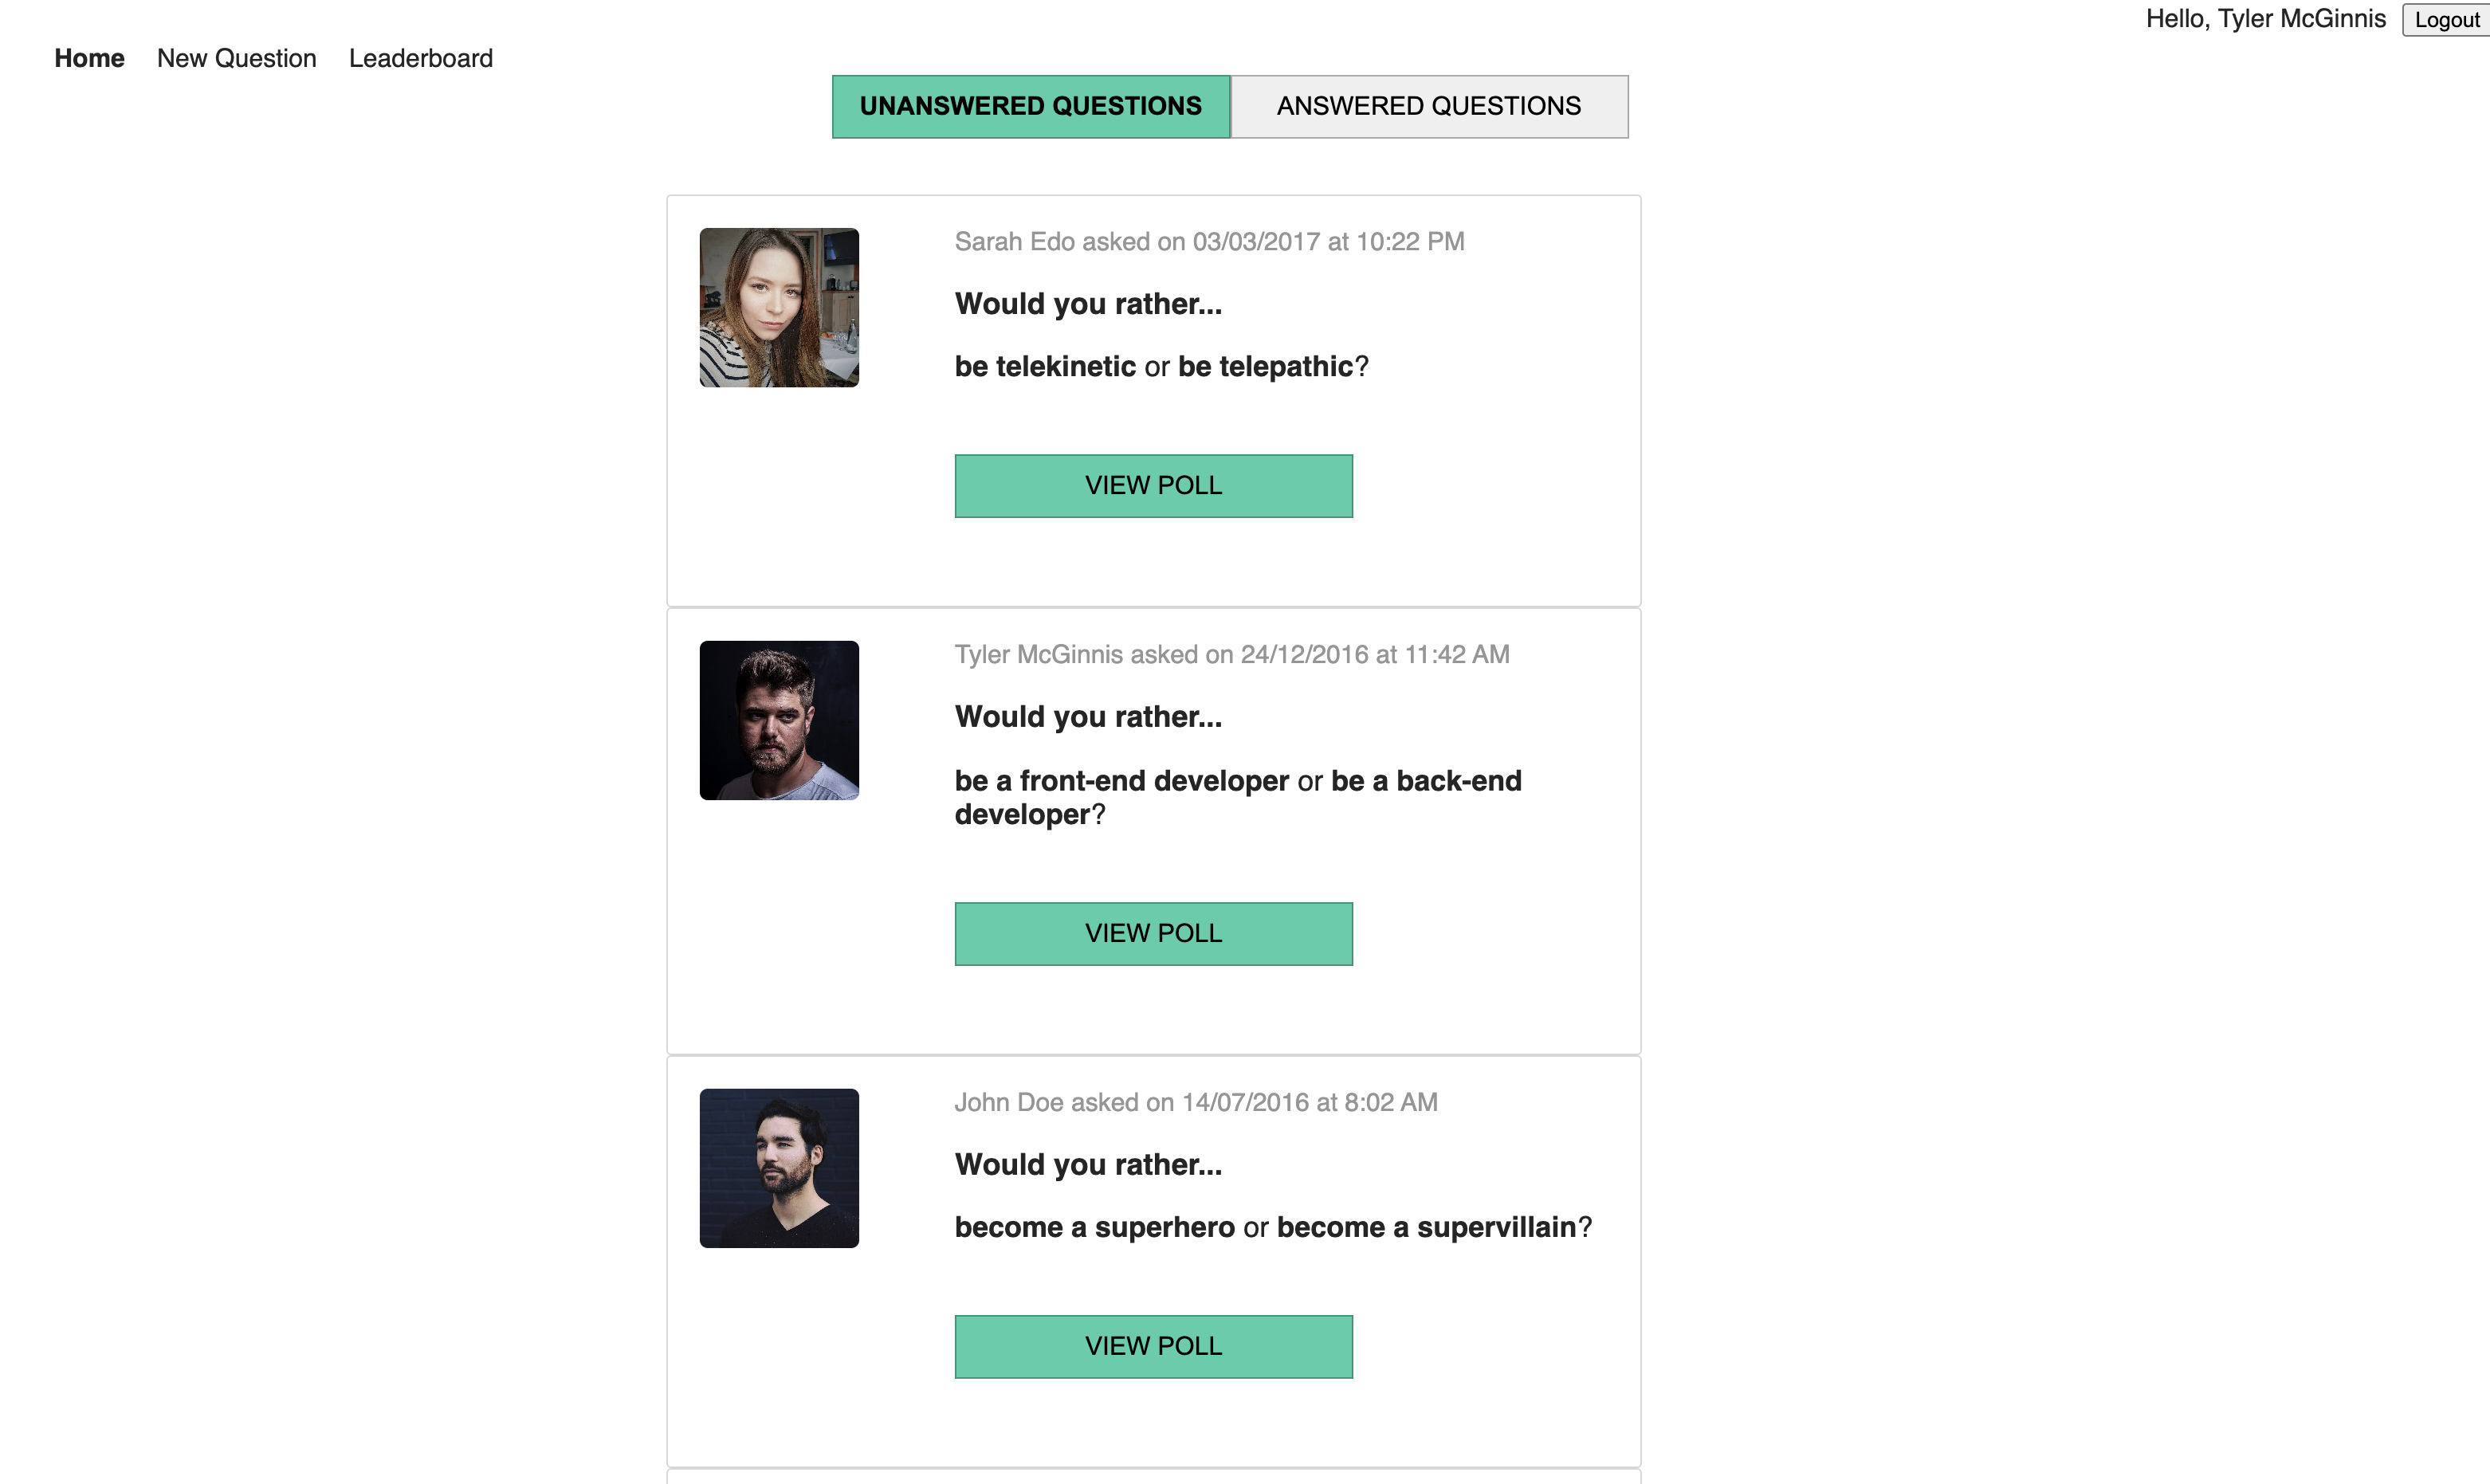 Hello, Tyler McGinnis Logout
Home New Question Leaderboard
UNANSWERED QUESTIONS ANSWERED QUESTIONS
Sarah Edo asked on 03/03/2017 at 10:22 PM
Would you rather...
be telekinetic or be telepathic?
VIEW POLL
Tyler McGinnis asked on 24/12/2016 at 11:42 AM
Would you rather...
be a front-end developer or be a back-end
developer?
VIEW POLL
John Doe asked on 14/07/2016 at 8:02 AM
Would you rather...
become a superhero or become a supervillain?
VIEW POLL